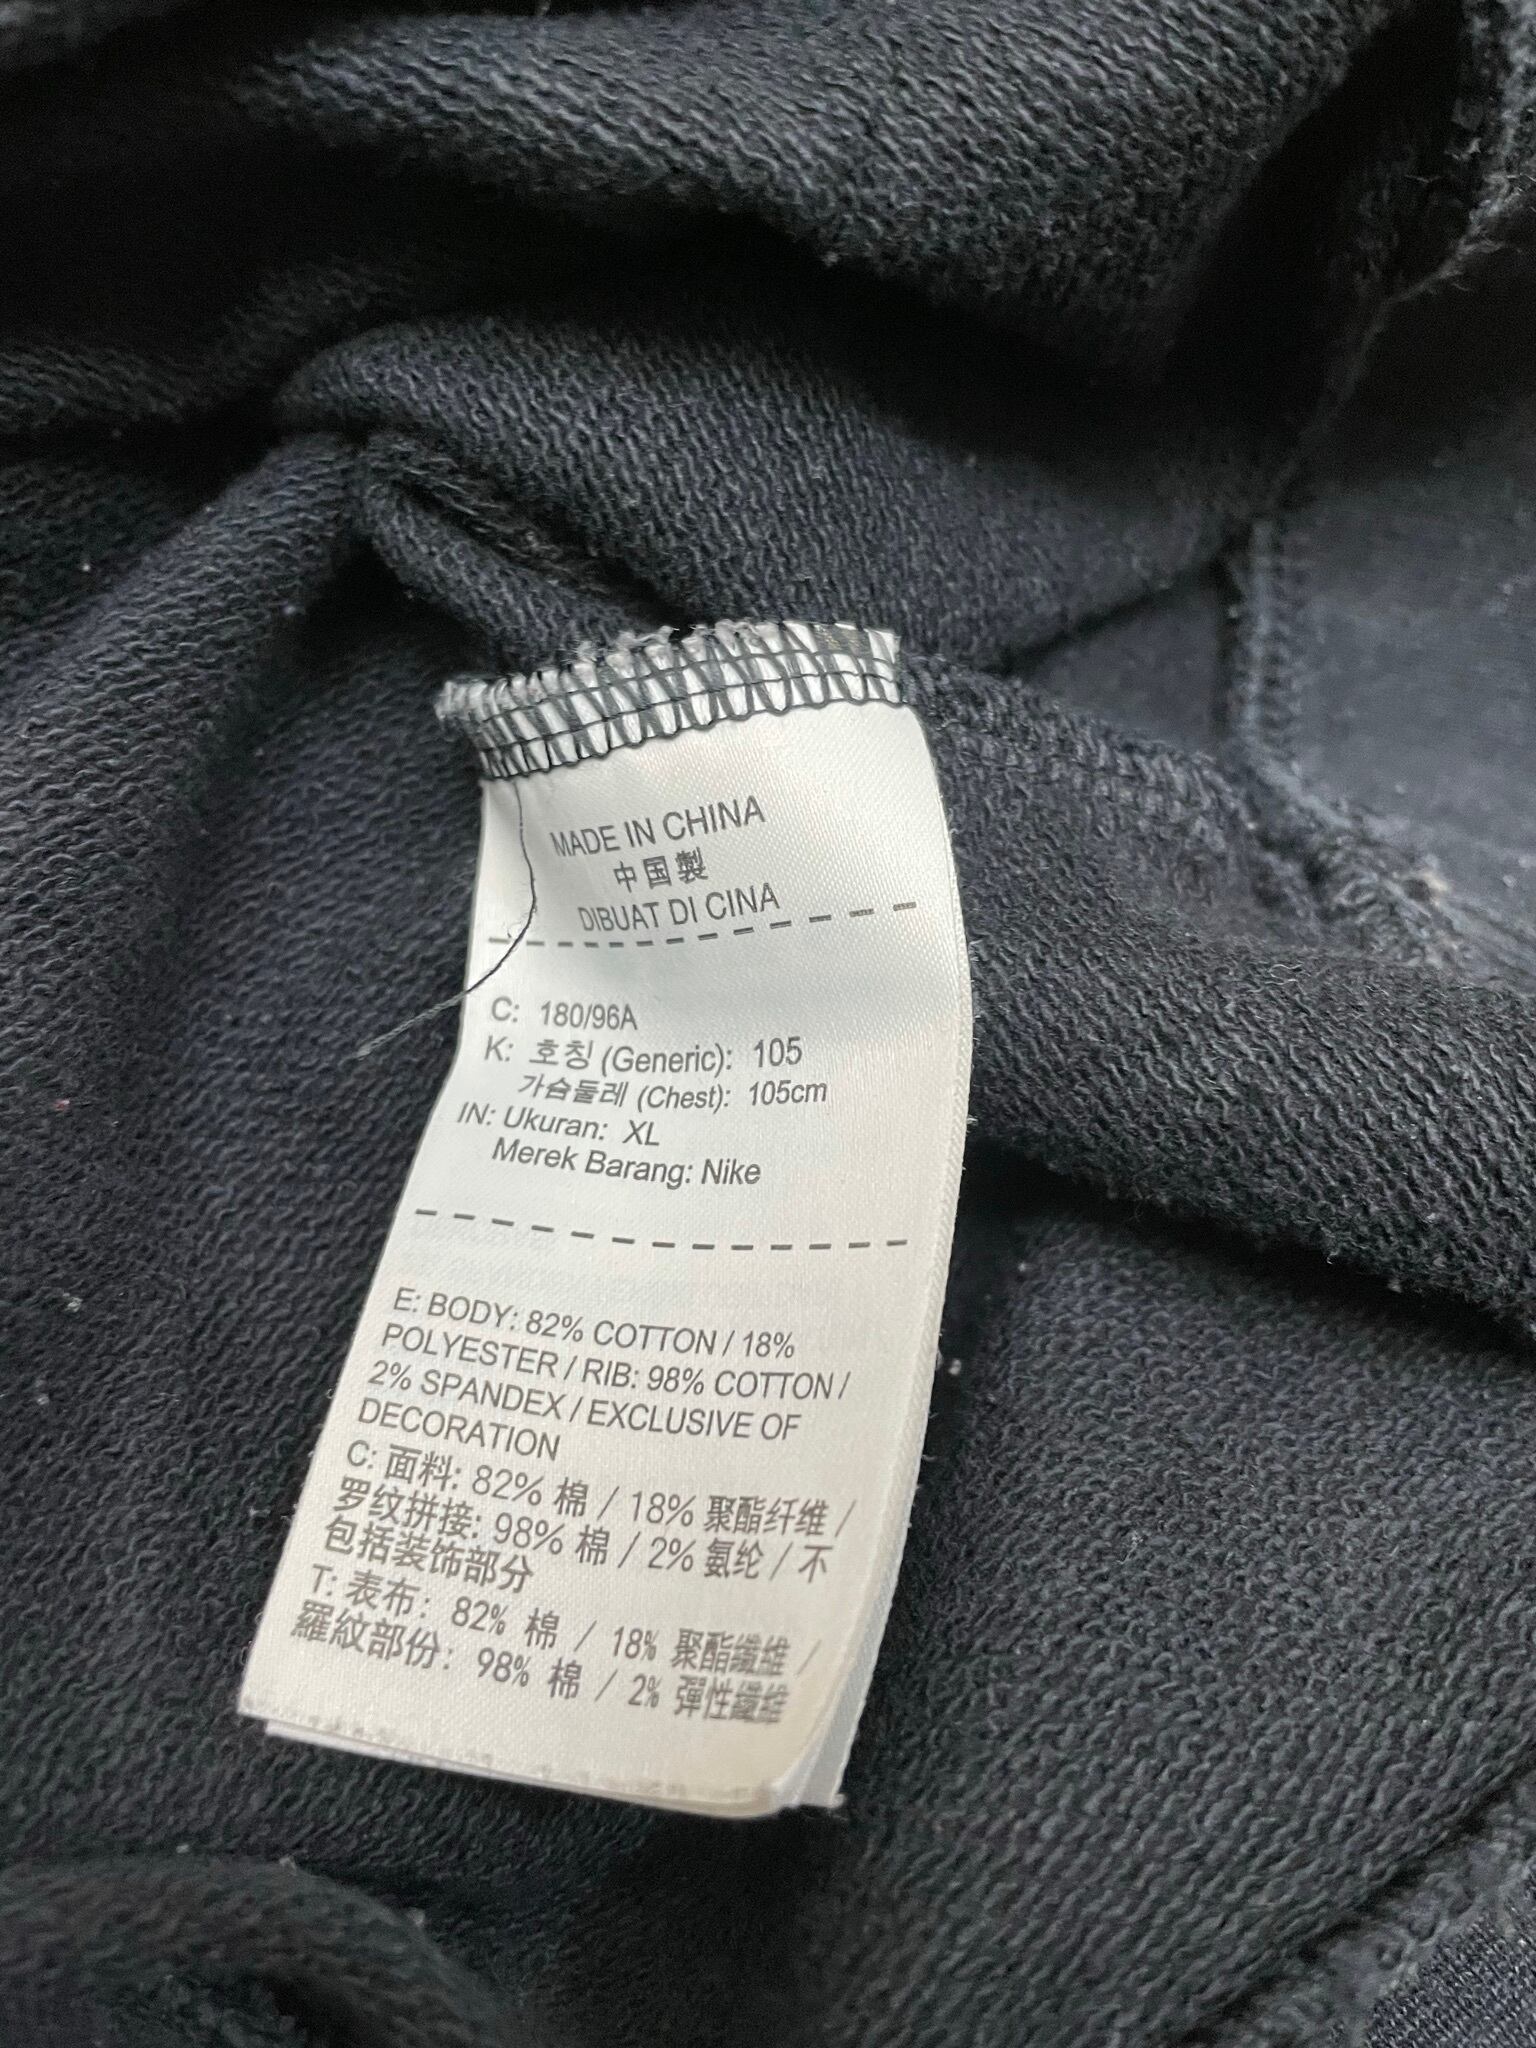 MADE IN CHINA
中国製
DIBUAT DI CINA
C: 180/96A
K: 호칭 (Generic): 105
가슴둘레 (Chest): 105cm
IN: Ukuran: XL
Merek Barang: Nike
E: BODY: 82% COTTON / 18%
POLYESTER / RIB: 98% COTTON /
2% SPANDEX / EXCLUSIVE OF
DECORATION
C: 面料: 82% 棉 / 18% 聚酯纤维 /
罗纹拼接: 98% 棉 / 2% 氨纶 / 不
包括装饰部分
T: 表布: 82% 棉 / 18% 聚酯纖維 /
羅紋部份: 98% 棉 / 2% 彈性纖維